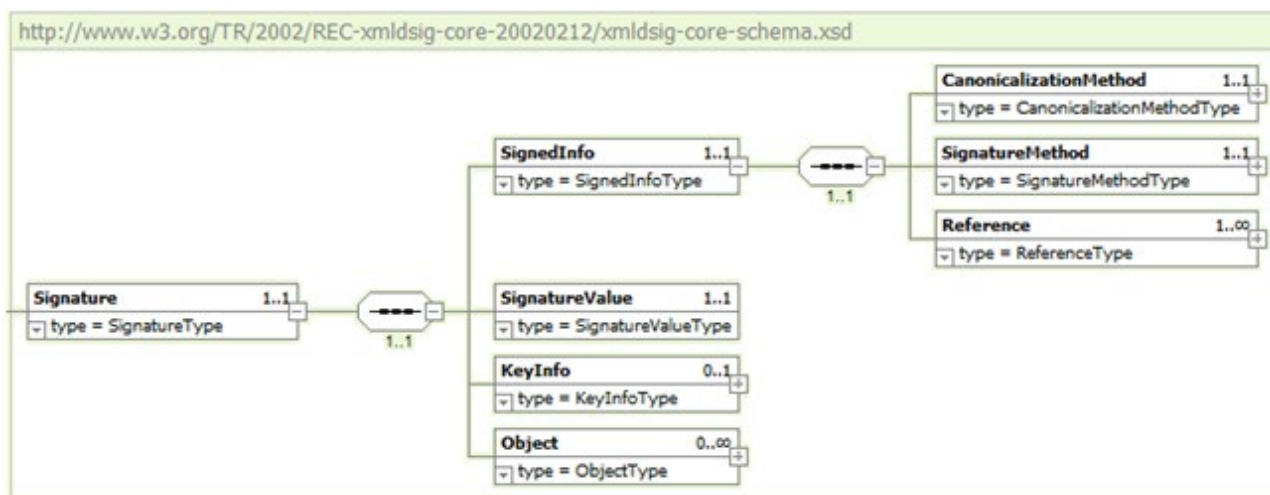 http://www.w3.org/TR/2002/REC-xmldsig-core-20020212/xmldsig-core-schema.xsd
CanonicalizationMethod 1..1
type = CanonicalizationMethodType
SignedInfo 1..1
type = SignedInfoType
1..1
SignatureMethod 1..1
type = SignatureMethodType
Reference 1..∞
type = ReferenceType
Signature 1..1
type = SignatureType
1..1
SignatureValue 1..1
type = SignatureValueType
KeyInfo 0..1
type = KeyInfoType
Object 0..∞
type = ObjectType